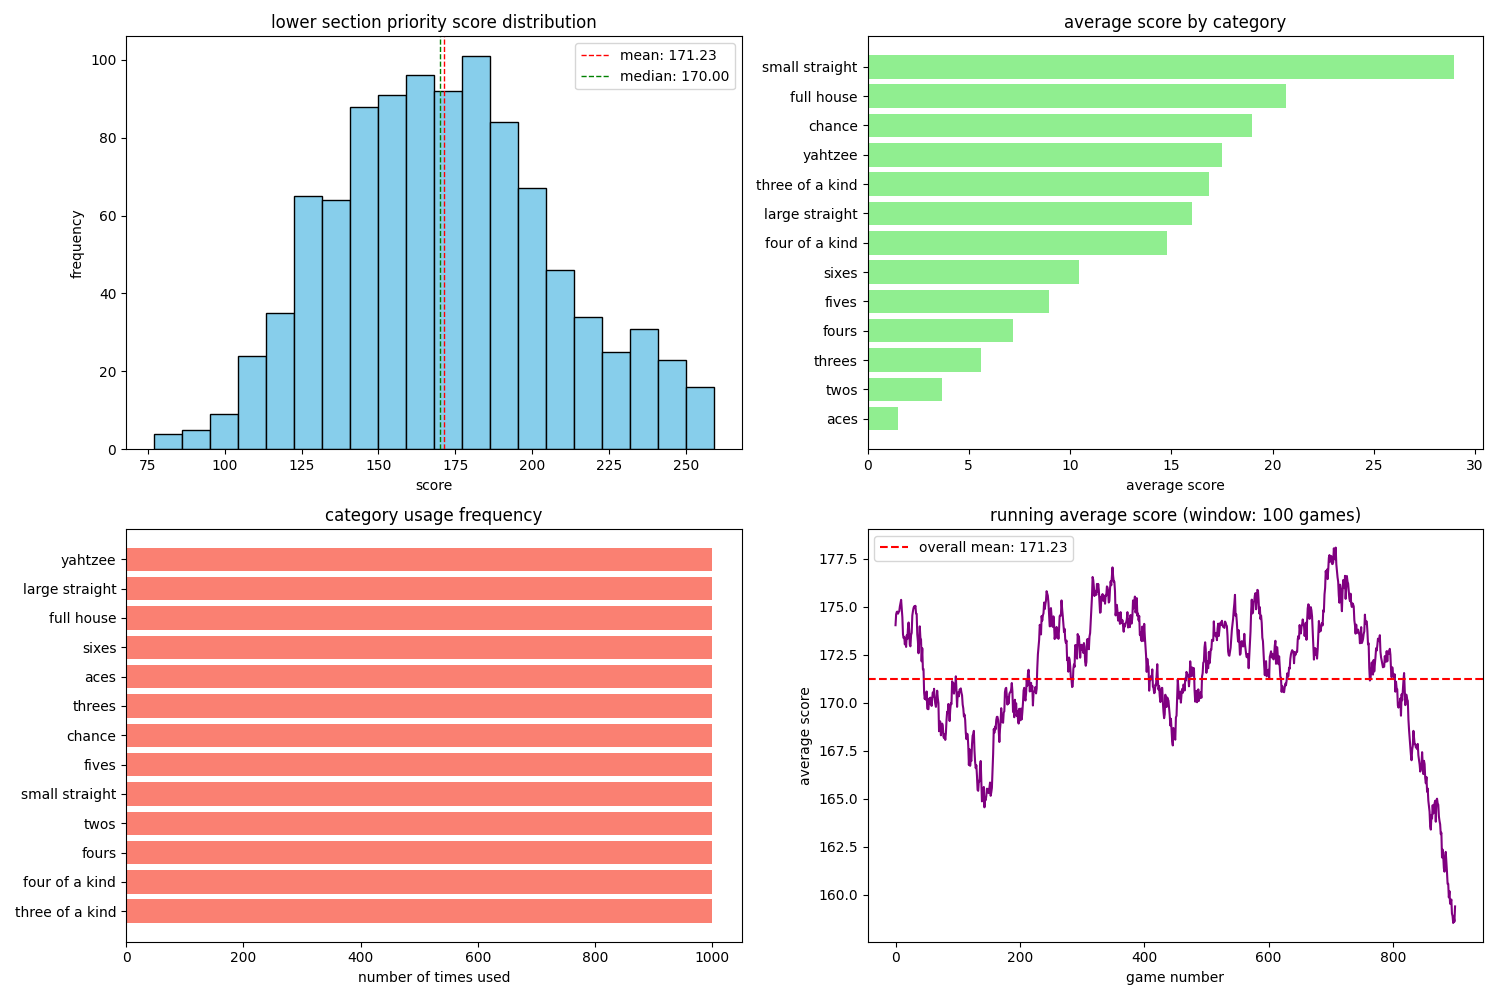 lower section priority score distribution
frequency
100
80
60
40
20
0
mean: 171.23
median: 170.00
75
100
125
150
175
200
225
250
score
average score by category
small straight
full house
chance
yahtzee
three of a kind
large straight
four of a kind
sixes
fives
fours
threes
twos
aces
0
5
10
15
20
25
30
average score
category usage frequency
yahtzee
large straight
full house
sixes
aces
threes
chance
fives
small straight
twos
fours
four of a kind
three of a kind
0
200
400
600
800
1000
number of times used
running average score (window: 100 games)
overall mean: 171.23
average score
177.5
175.0
172.5
170.0
167.5
165.0
162.5
160.0
0
200
400
600
800
game number